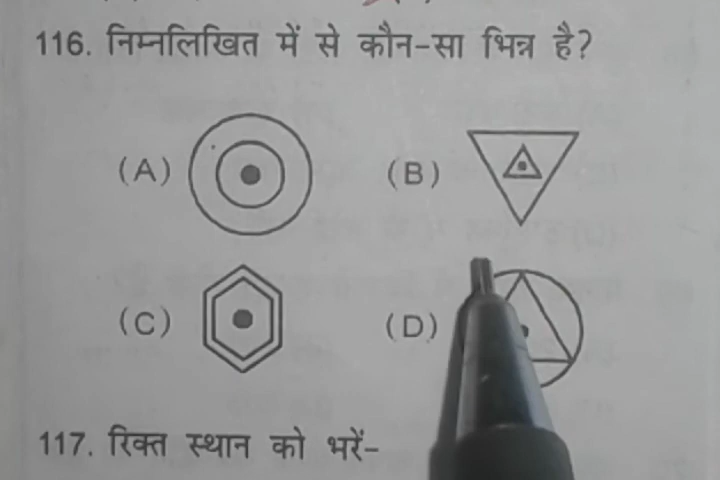 116. निम्नलिखित में से कौन-सा भिन्न है?
(A) (B)
(C) (D)
117. रिक्त स्थान को भरें-